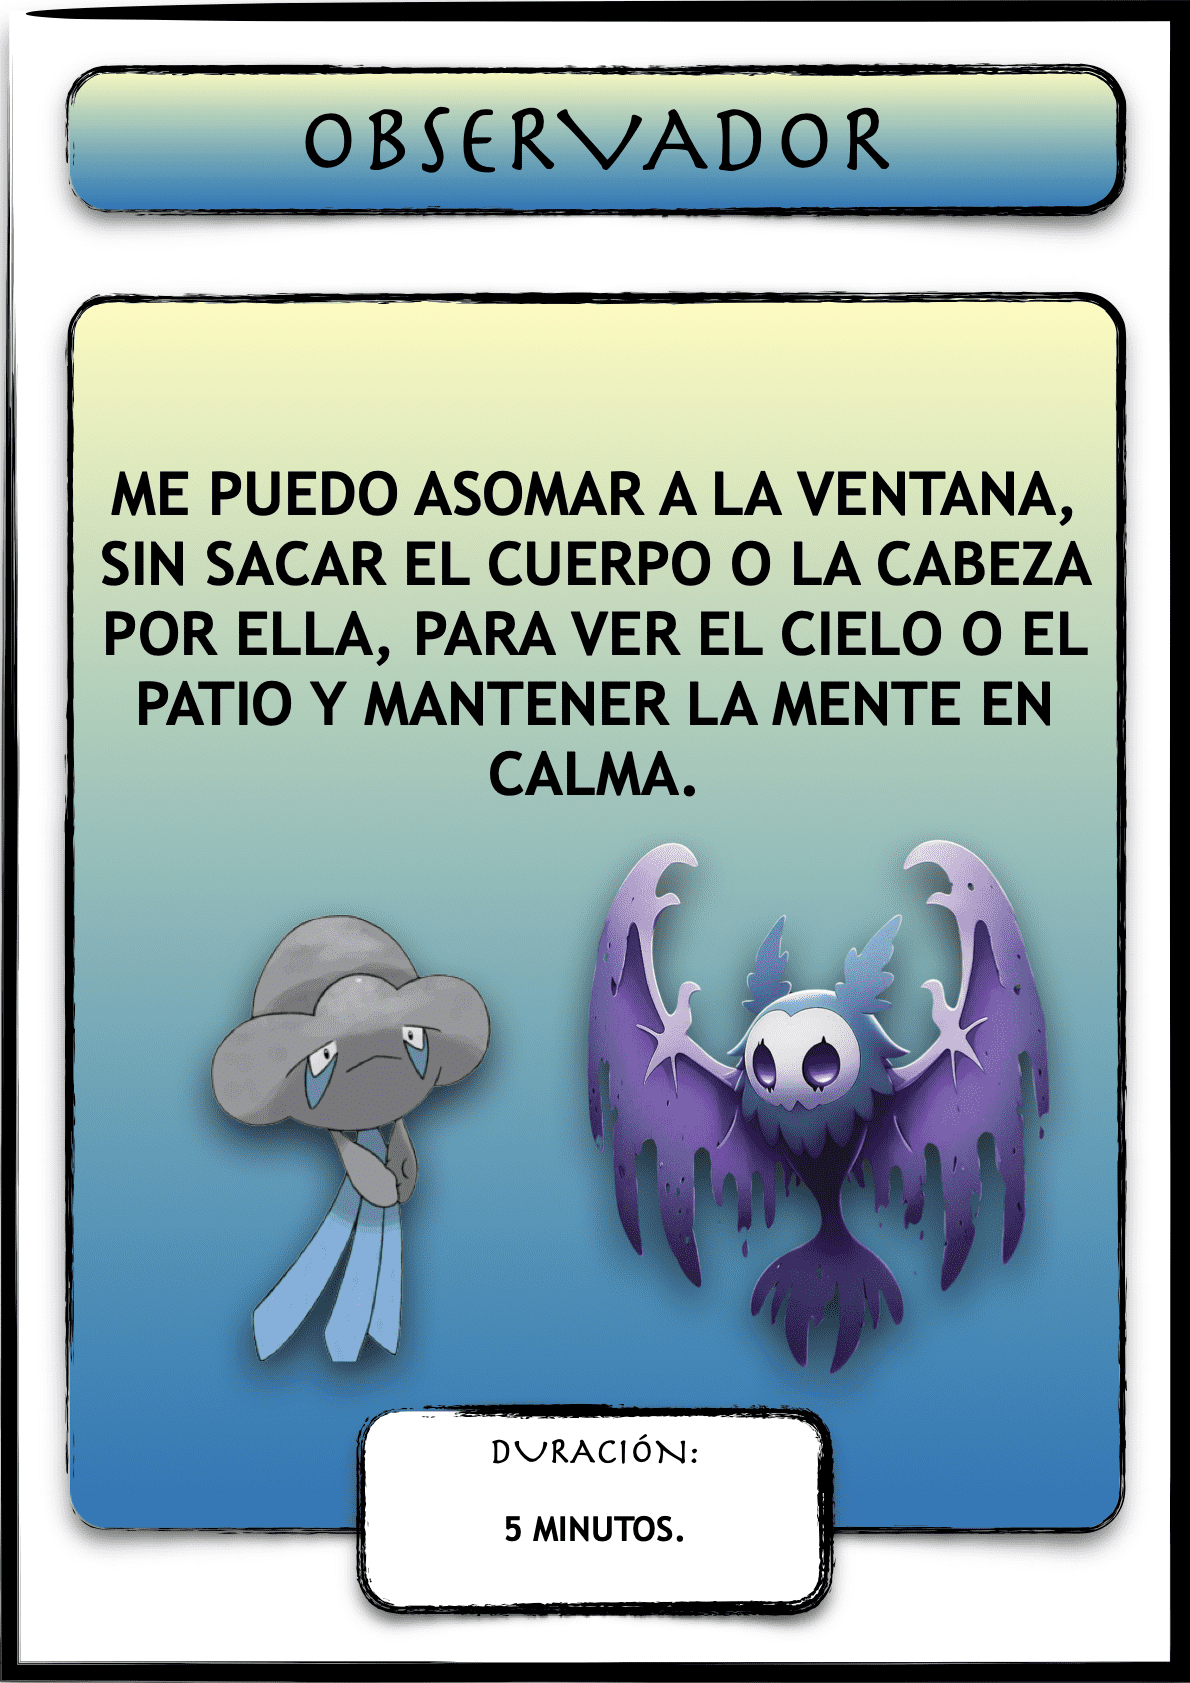 OBSERVADOR
ME PUEDO ASOMAR A LA VENTANA,
SIN SACAR EL CUERPO O LA CABEZA
POR ELLA, PARA VER EL CIELO O EL
PATIO Y MANTENER LA MENTE EN
CALMA.
DURACIÓN:
5 MINUTOS.